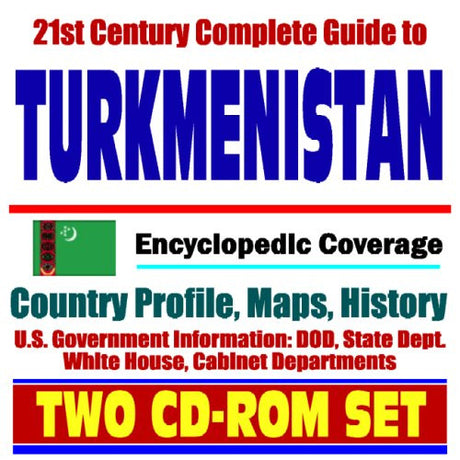 21st Century Complete Guide to
TURKMENISTAN
Encyclopedic Coverage
Country Profile, Maps, History
U.S. Government Information: DOD, State Dept.
White House, Cabinet Departments
TWO CD-ROM SET